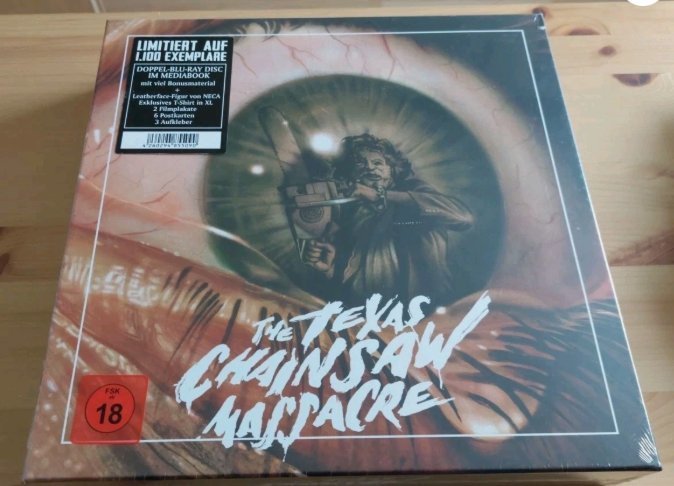 LIMITIERT AUF
1.100 EXEMPLARE
DOPPEL-BLU-RAY DISC
IM MEDIABOOK
mit viel Bonusmaterial
+
Leatherface-Figur von NECA
Exklusives T-Shirt in XL
2 Filmplakate
6 Postkarten
3 Aufkleber
THE TEXAS
CHAINSAW
MASSACRE
FSK
ab
18